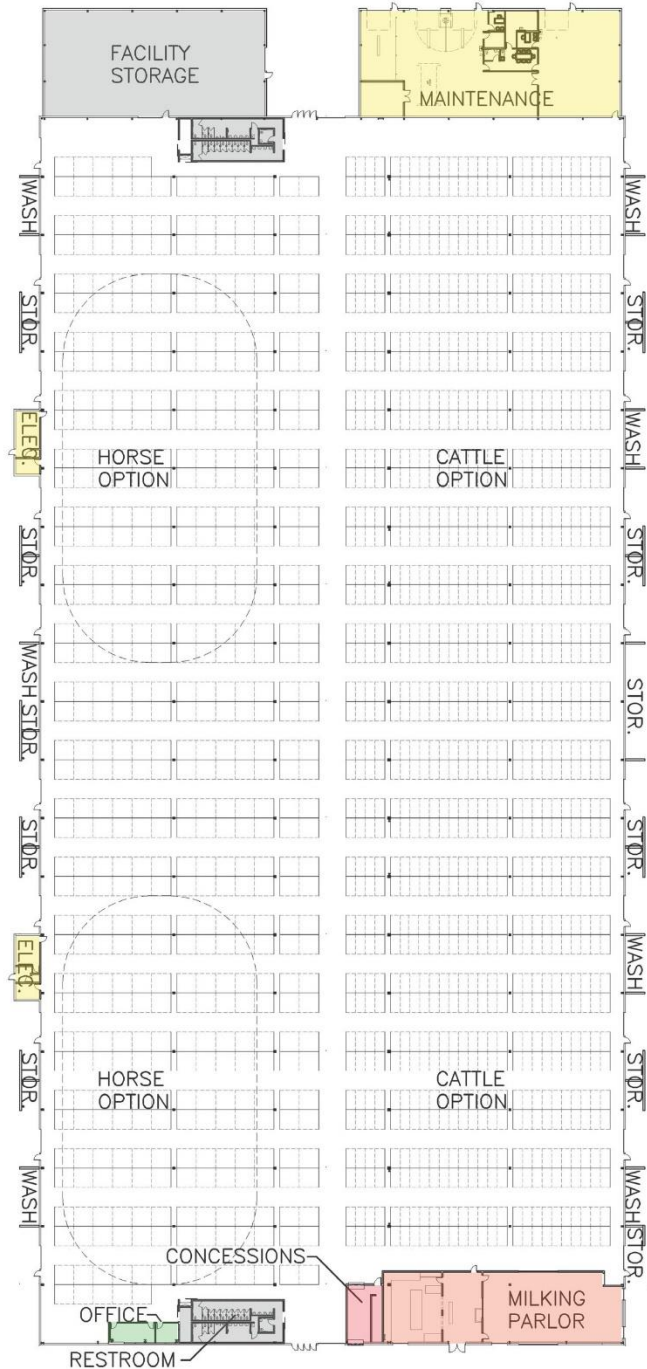 FACILITY
STORAGE
MAINTENANCE
WASH
WASH
STOR.
STOR.
ELEC.
WASH
HORSE
OPTION
CATTLE
OPTION
STOR.
STOR.
WASH STOR.
STOR.
STOR.
STOR.
ELEC.
WASH
STOR.
HORSE
OPTION
CATTLE
OPTION
STOR.
WASH
WASH STOR.
CONCESSIONS
MILKING
PARLOR
OFFICE
RESTROOM